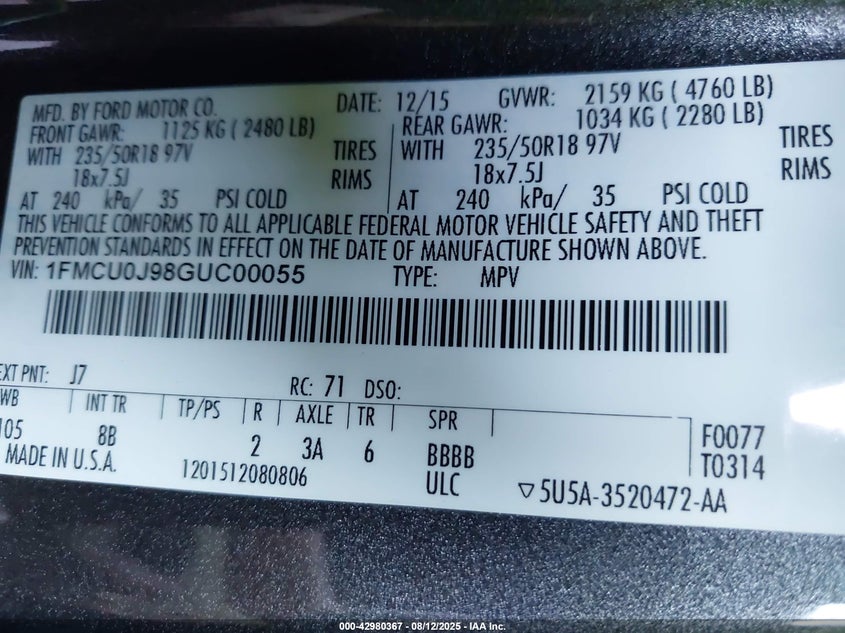 MFD. BY FORD MOTOR CO. DATE: 12/15 GVWR: 2159 KG ( 4760 LB)
FRONT GAWR: 1125 KG ( 2480 LB) REAR GAWR: 1034 KG ( 2280 LB)
WITH 235/50R18 97V TIRES WITH 235/50R18 97V TIRES
18x7.5J RIMS 18x7.5J RIMS
AT 240 kPa/ 35 PSI COLD AT 240 kPa/ 35 PSI COLD
THIS VEHICLE CONFORMS TO ALL APPLICABLE FEDERAL MOTOR VEHICLE SAFETY AND THEFT
PREVENTION STANDARDS IN EFFECT ON THE DATE OF MANUFACTURE SHOWN ABOVE.
VIN: 1FMCU0J98GUC00055 TYPE: MPV
EXT PNT: J7 RC: 71 DSO:
WB INT TR TP/PS R AXLE TR SPR
105 8B 2 3A 6 BBBB F0077
MADE IN U.S.A. 1201512080806 ULC T0314
▽5U5A-3520472-AA
000-42980367 - 08/12/2025 - IAA Inc.